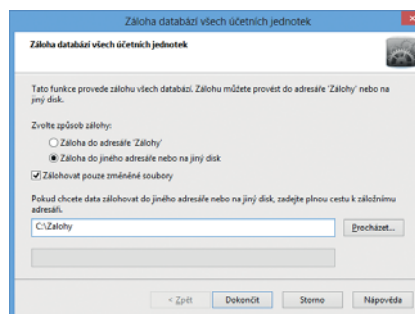 Záloha databází všech účetních jednotek
Záloha databází všech účetních jednotek
Tato funkce provede zálohu všech databází. Zálohu můžete provést do adresáře 'Zálohy' nebo na
jiný disk.
Zvolte způsob zálohy:
Záloha do adresáře 'Zálohy'
Záloha do jiného adresáře nebo na jiný disk
Zálohovat pouze změněné soubory
Pokud chcete data zálohovat do jiného adresáře nebo na jiný disk, zadejte plnou cestu k záložnímu
adresáři.
C:\Zalohy
Procházet...
< Zpět
Dokončit
Storno
Nápověda